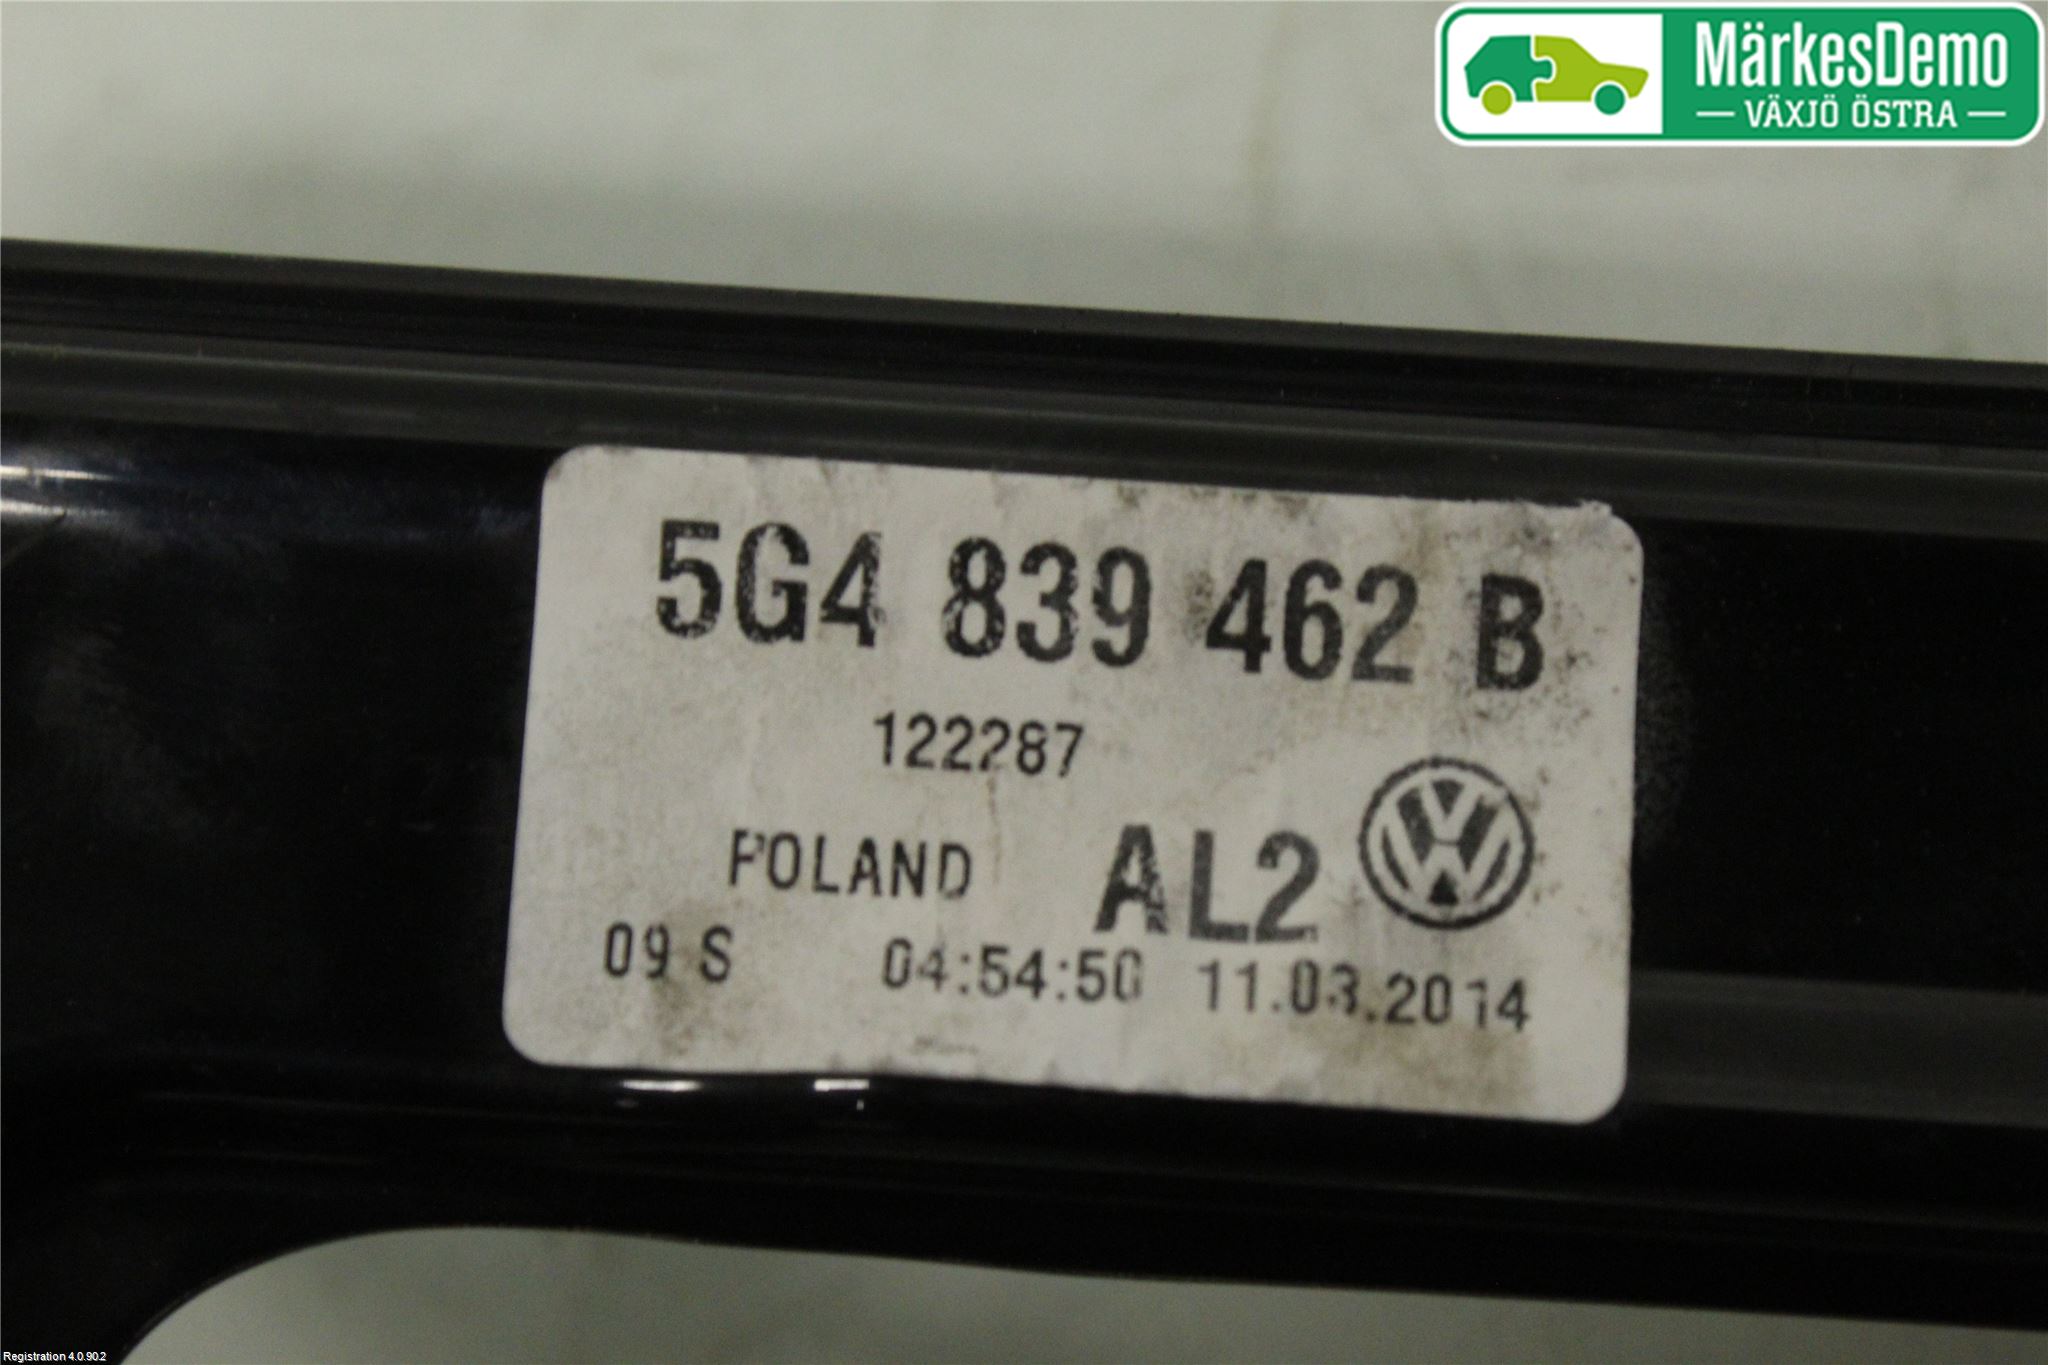 MärkesDemo
VÄXJÖ ÖSTRA
5G4 839 462 B
122287
POLAND AL2
09 S 04:54:50 11.03.2014
Registration 4.0.90.2